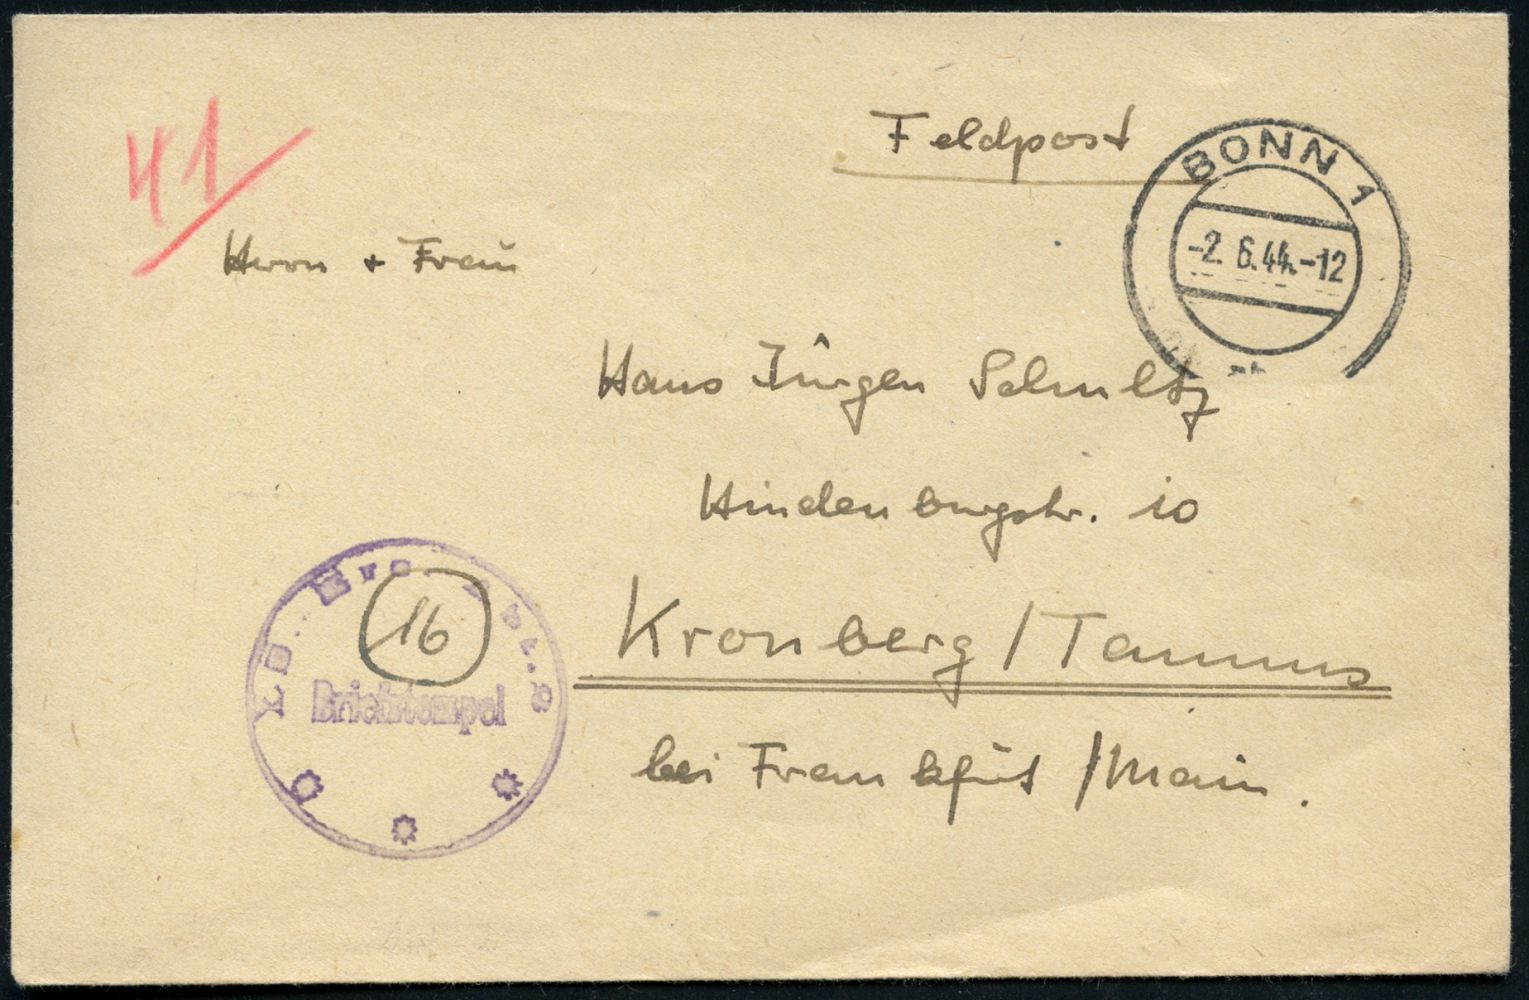 41
Feldpost
BONN 1
-2. 6.44.-12
Herrn + Frau
Hans Jürgen Schultz
Hindenburgstr. 10
Kronberg/Taunus
bei Frankfurt/Main.
16
Briefstempel